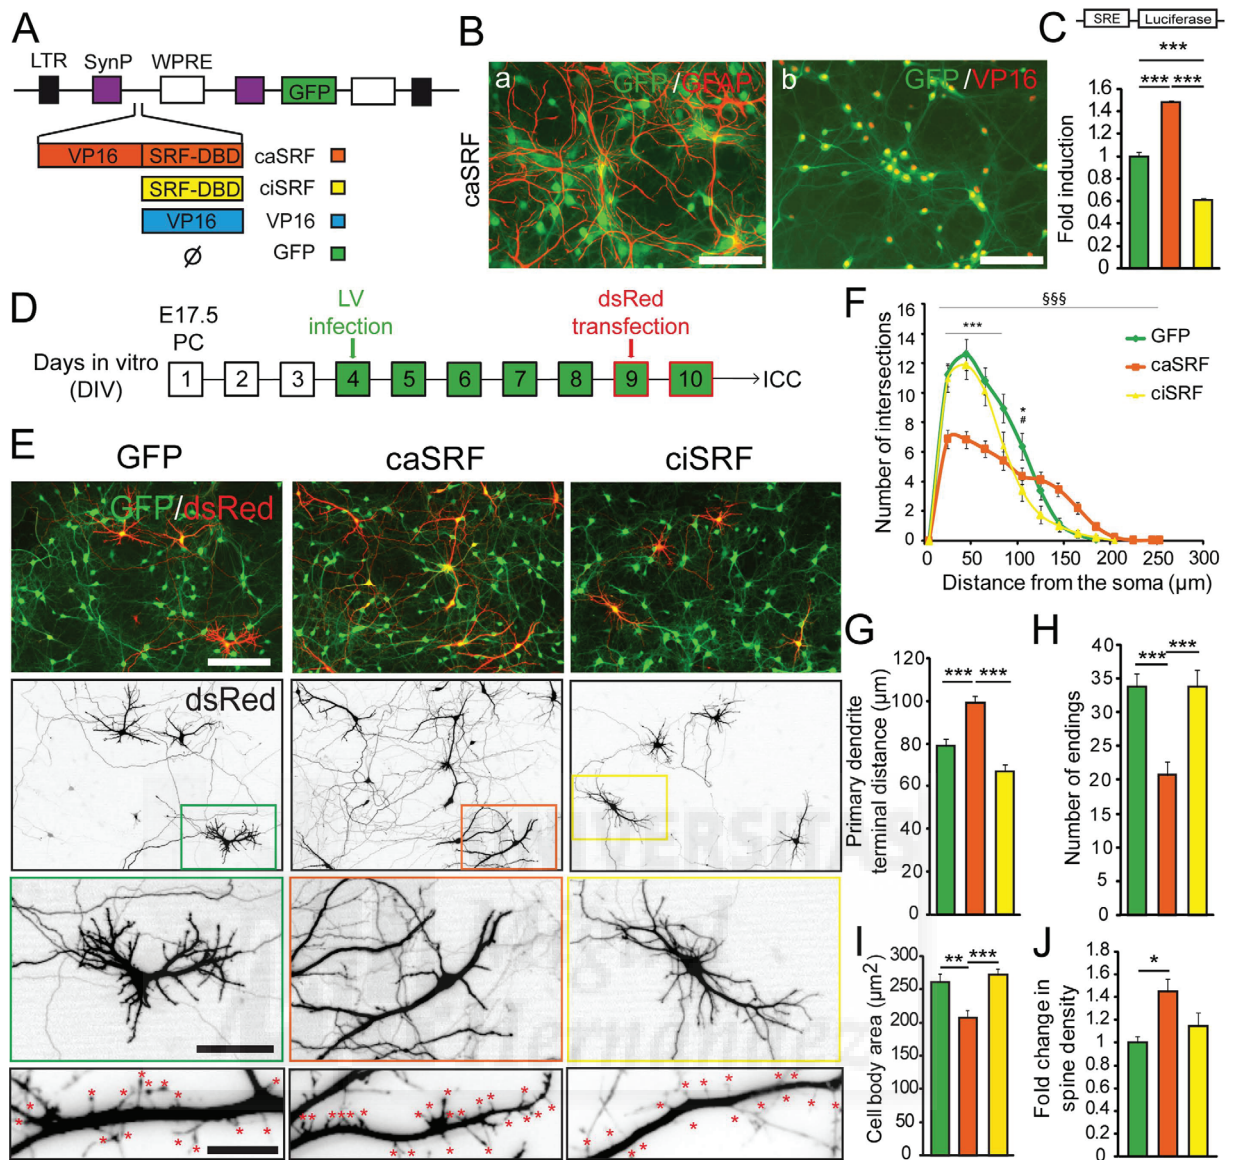 A
LTR SynP WPRE
GFP
VP16 SRF-DBD caSRF
SRF-DBD ciSRF
VP16 VP16
Ø GFP
B
caSRF
a GFP/GFAP
b GFP/VP16
C
SRE Luciferase
***
*** ***
Fold induction
1.6
1.4
1.2
1
0.8
0.6
0.4
0.2
0
D
E17.5
PC
LV
infection
dsRed
transfection
Days in vitro
(DIV)
1 2 3 4 5 6 7 8 9 10 ICC
E
GFP caSRF ciSRF
GFP/dsRed
dsRed
F
§§§
***
*
#
GFP
caSRF
ciSRF
Number of intersections
16
14
12
10
8
6
4
2
0
0 50 100 150 200 250 300
Distance from the soma (µm)
G
*** ***
Primary dendrite
terminal distance (µm)
120
100
80
60
40
20
0
H
*** ***
Number of endings
40
35
30
25
20
15
10
5
0
I
** ***
Cell body area (µm²)
300
250
200
150
100
50
0
J
*
Fold change in
spine density
1.8
1.6
1.4
1.2
1
0.8
0.6
0.4
0.2
0
UNIVERSITAS
Miguel
Hernández